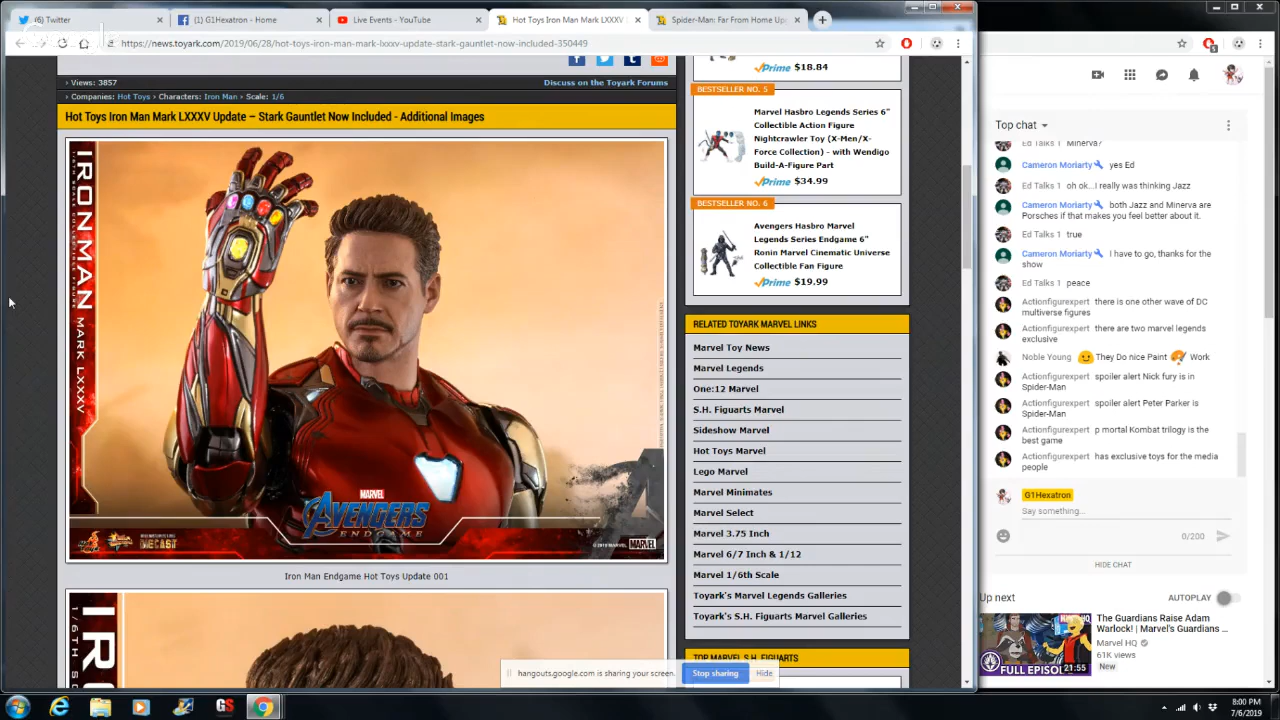 Twitter
(1) G1Hexatron - Home
Live Events - YouTube
Hot Toys Iron Man Mark LXXXV
Spider-Man: Far From Home Up
https://news.toyark.com/2019/06/28/hot-toys-iron-man-mark-lxxxv-update-stark-gauntlet-now-included-350449
› Views: 3857
Discuss on the Toyark Forums
› Companies: Hot Toys › Characters: Iron Man › Scale: 1/6
Hot Toys Iron Man Mark LXXXV Update – Stark Gauntlet Now Included - Additional Images
IRON MAN MARK LXXXV
1/6TH SCALE COLLECTIBLE FIGURE
MARVEL
AVENGERS
ENDGAME
DIECAST
© 2019 MARVEL
MARVEL
Iron Man Endgame Hot Toys Update 001
IR
1/6TH SC
Prime $18.84
BESTSELLER NO. 5
Marvel Hasbro Legends Series 6"
Collectible Action Figure
Nightcrawler Toy (X-Men/X-
Force Collection) - with Wendigo
Build-A-Figure Part
Prime $34.99
BESTSELLER NO. 6
Avengers Hasbro Marvel
Legends Series Endgame 6"
Ronin Marvel Cinematic Universe
Collectible Fan Figure
Prime $19.99
RELATED TOYARK MARVEL LINKS
Marvel Toy News
Marvel Legends
One:12 Marvel
S.H. Figuarts Marvel
Sideshow Marvel
Hot Toys Marvel
Lego Marvel
Marvel Minimates
Marvel Select
Marvel 3.75 Inch
Marvel 6/7 Inch & 1/12
Marvel 1/6th Scale
Toyark's Marvel Legends Galleries
Toyark's S.H. Figuarts Marvel Galleries
TOP MARVEL S.H. FIGUARTS
hangouts.google.com is sharing your screen.
Stop sharing
Hide
Top chat
Ed Talks 1 Minerva?
Cameron Moriarty yes Ed
Ed Talks 1 oh ok...I really was thinking Jazz
Cameron Moriarty both Jazz and Minerva are
Porsches if that makes you feel better about it.
Ed Talks 1 true
Cameron Moriarty I have to go, thanks for the
show
Ed Talks 1 peace
Actionfigurexpert there is one other wave of DC
multiverse figures
Actionfigurexpert there are two marvel legends
exclusive
Noble Young They Do nice Paint Work
Actionfigurexpert spoiler alert Nick fury is in
Spider-Man
Actionfigurexpert spoiler alert Peter Parker is
Spider-Man
Actionfigurexpert p mortal Kombat trilogy is the
best game
Actionfigurexpert has exclusive toys for the media
people
G1Hexatron
Say something...
0/200
HIDE CHAT
Up next
AUTOPLAY
The Guardians Raise Adam
Warlock! | Marvel's Guardians ...
Marvel HQ
61K views
New
FULL EPISO
21:55
GS
8:00 PM
7/6/2019